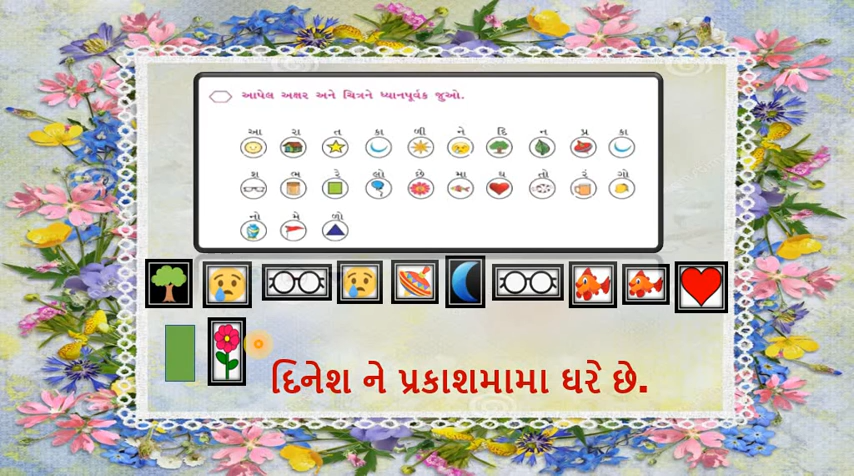 આપેલ અક્ષર અને ચિત્રને ધ્યાનપૂર્વક જુઓ.
આ રા ત કા ળી ને દિ ન પ્ર કા
શ ભ રે લો છે મા ઘ તો રં ગો
નો મે ળો
દિનેશ ને પ્રકાશમામા ઘરે છે.